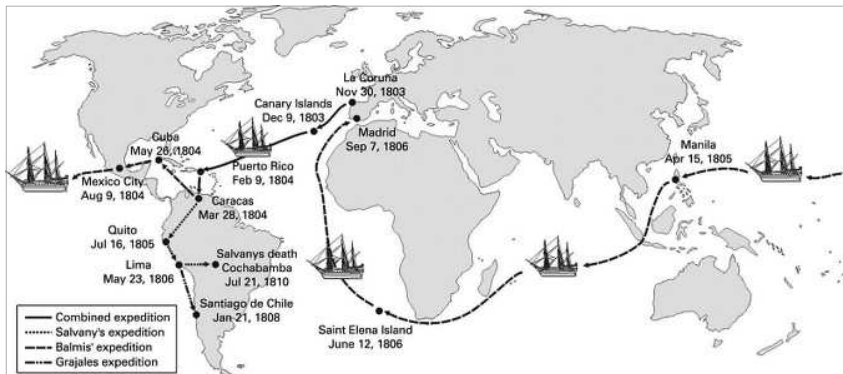 La Coruna
Nov 30, 1803
Canary Islands
Dec 9, 1803
Madrid
Sep 7, 1806
Cuba
May 26, 1804
Manila
Apr 15, 1805
Puerto Rico
Feb 9, 1804
Mexico City
Aug 9, 1804
Caracas
Mar 28, 1804
Quito
Jul 16, 1805
Salvanys death
Cochabamba
Jul 21, 1810
Lima
May 23, 1806
Santiago de Chile
Jan 21, 1808
Saint Elena Island
June 12, 1806
Combined expedition
Salvany's expedition
Balmis' expedition
Grajales expedition